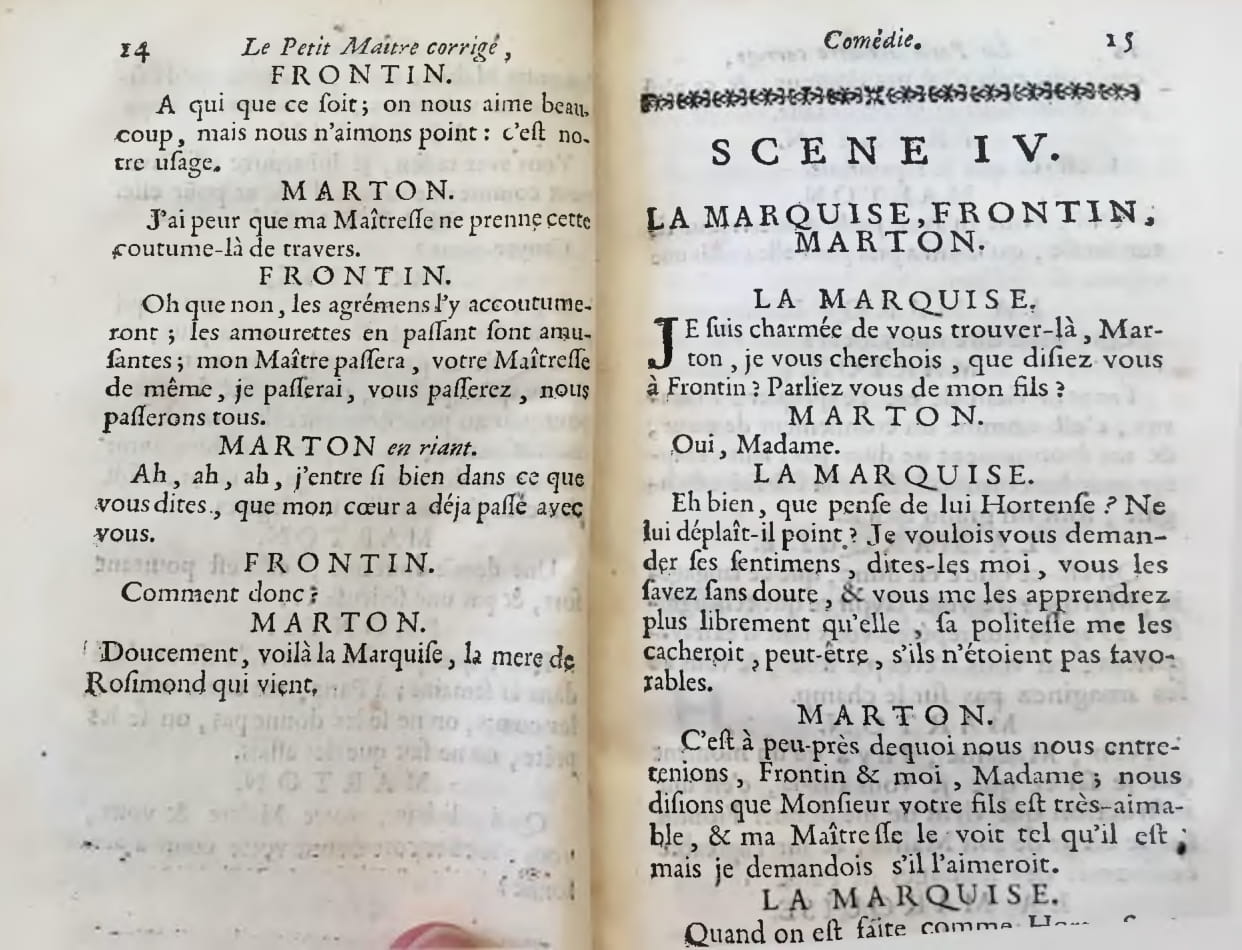 14 Le Petit Maître corrigé,
FRONTIN.
A qui que ce ſoit; on nous aime beau-
coup, mais nous n'aimons point: c'eſt no-
tre uſage.
MARTON.
J'ai peur que ma Maîtreſſe ne prenne cette
coutume-là de travers.
FRONTIN.
Oh que non, les agrémens l'y accoutume-
ront; les amourettes en paſſant ſont amu-
ſantes; mon Maître paſſera, votre Maîtreſſe
de même, je paſſerai, vous paſſerez, nous
paſſerons tous.
MARTON en riant.
Ah, ah, ah, j'entre ſi bien dans ce que
vous dites, que mon cœur a déja paſſé avec
vous.
FRONTIN.
Comment donc?
MARTON.
Doucement, voilà la Marquiſe, la mere de
Roſimond qui vient.
Comédie. 15
SCENE IV.
LA MARQUISE, FRONTIN,
MARTON.
LA MARQUISE.
JE ſuis charmée de vous trouver-là, Mar-
ton, je vous cherchois, que diſiez vous
à Frontin? Parliez vous de mon fils?
MARTON.
Oui, Madame.
LA MARQUISE.
Eh bien, que penſe de lui Hortenſe? Ne
lui déplaît-il point? Je voulois vous deman-
der ſes ſentimens, dites-les moi, vous les
ſavez ſans doute, & vous me les apprendrez
plus librement qu'elle, ſa politeſſe me les
cacheroit, peut-être, s'ils n'étoient pas favo-
rables.
MARTON.
C'eſt à peu-près dequoi nous nous entre-
tenions, Frontin & moi, Madame; nous
diſions que Monſieur votre fils eſt très-aima-
ble, & ma Maîtreſſe le voit tel qu'il eſt;
mais je demandois s'il l'aimeroit.
LA MARQUISE.
Quand on eſt faite comme